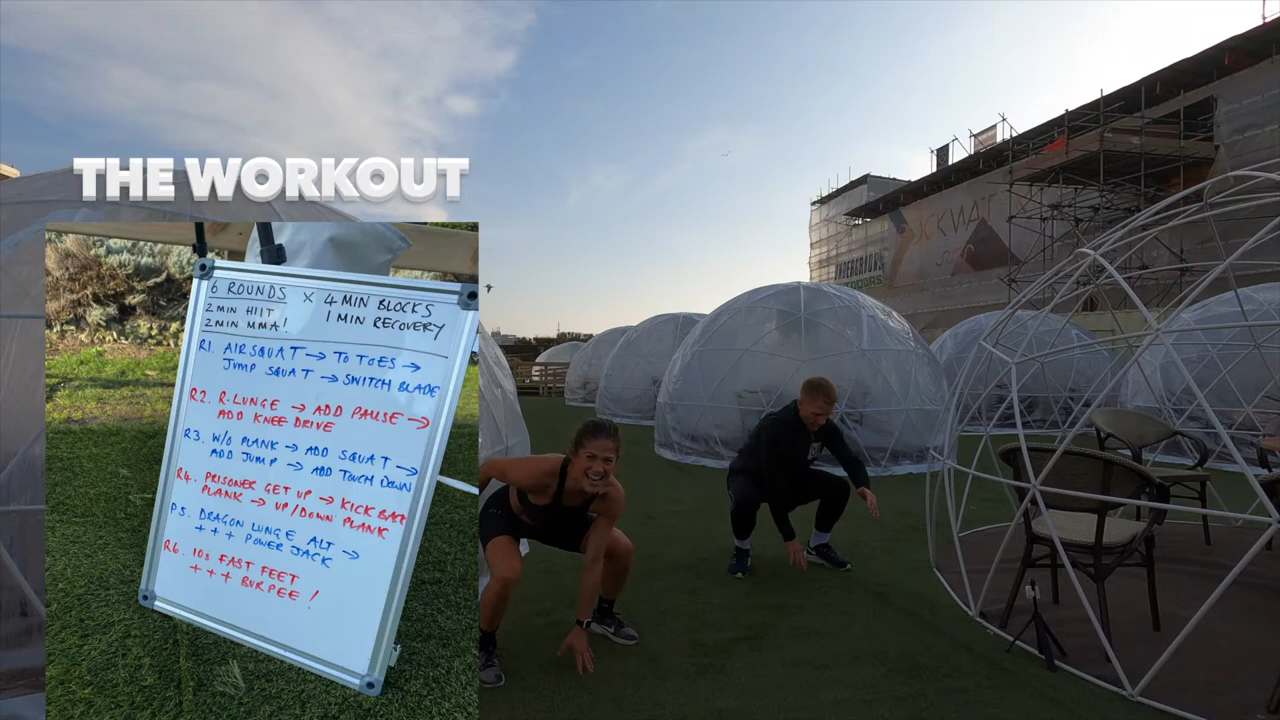 THE WORKOUT
6 ROUNDS X 4 MIN BLOCKS
2 MIN HIIT 1 MIN RECOVERY
2 MIN MMA!
R1. AIR SQUAT → TO TOES →
JUMP SQUAT → SWITCH BLADE
R2. R-LUNGE → ADD PAUSE →
ADD KNEE DRIVE
R3. W/O PLANK → ADD SQUAT →
ADD JUMP → ADD TOUCH DOWN
R4. PRISONER GET UP → KICK BACK
PLANK → UP/DOWN PLANK
R5. DRAGON LUNGE ALT →
+ + + POWER JACK
R6. 10s FAST FEET
+ + + BURPEE!
UNDERGROUND